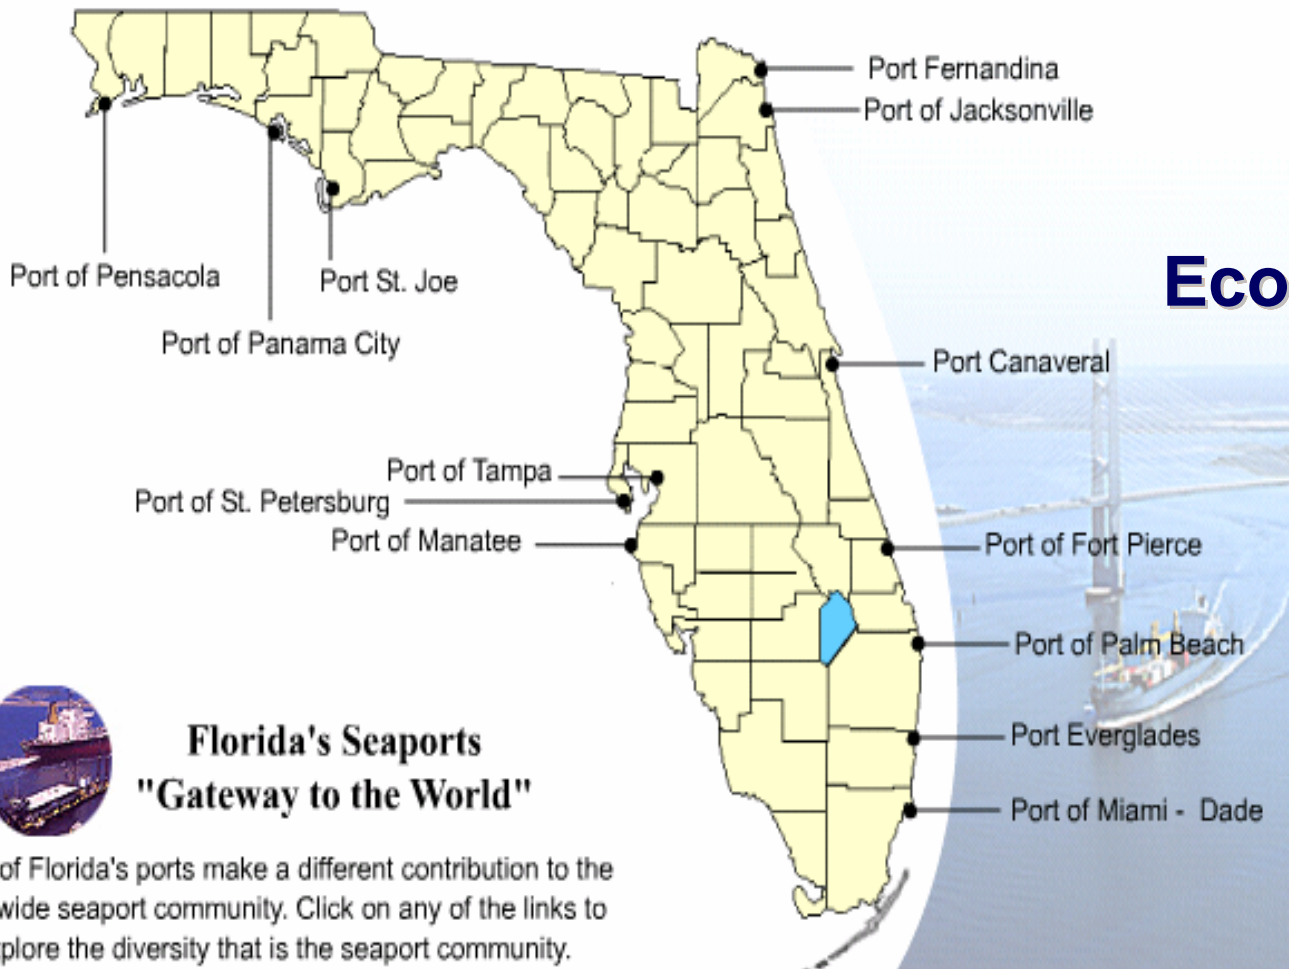 Port Fernandina
Port of Jacksonville
Port of Pensacola
Port St. Joe
Eco
Port of Panama City
Port Canaveral
Port of Tampa
Port of St. Petersburg
Port of Manatee
Port of Fort Pierce
Port of Palm Beach
Port Everglades
Port of Miami - Dade
Florida's Seaports
"Gateway to the World"
of Florida's ports make a different contribution to the
wide seaport community. Click on any of the links to
plore the diversity that is the seaport community.